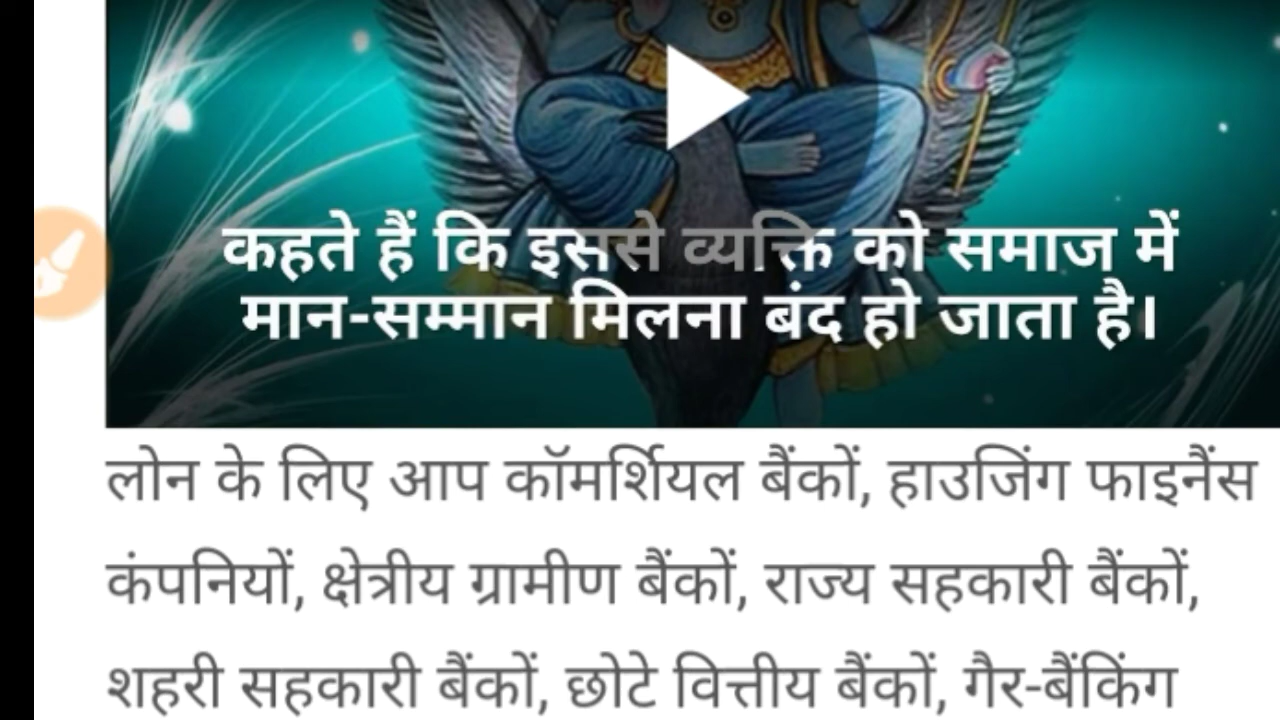 कहते हैं कि इससे व्यक्ति को समाज में
मान-सम्मान मिलना बंद हो जाता है।
लोन के लिए आप कॉमर्शियल बैंकों, हाउजिंग फाइनैंस
कंपनियों, क्षेत्रीय ग्रामीण बैंकों, राज्य सहकारी बैंकों,
शहरी सहकारी बैंकों, छोटे वित्तीय बैंकों, गैर-बैंकिंग